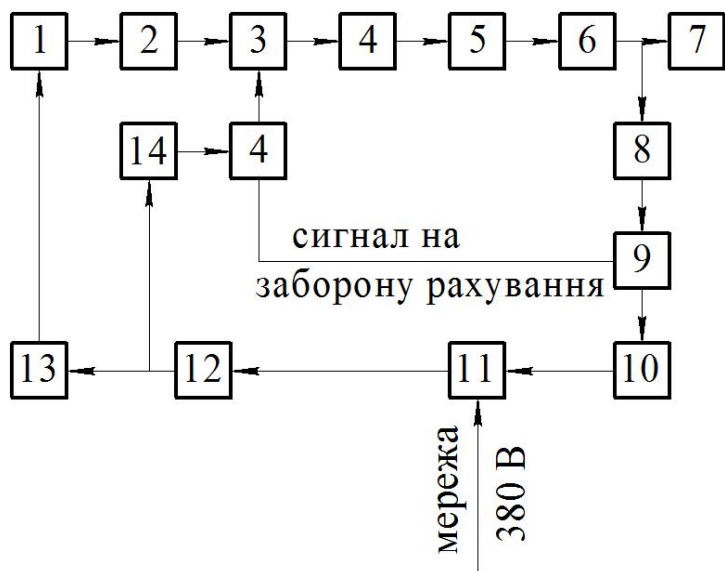 1 2 3 4 5 6 7
14 4 8
сигнал на
заборону рахування
9
13 12 11 10
мережа
380 В